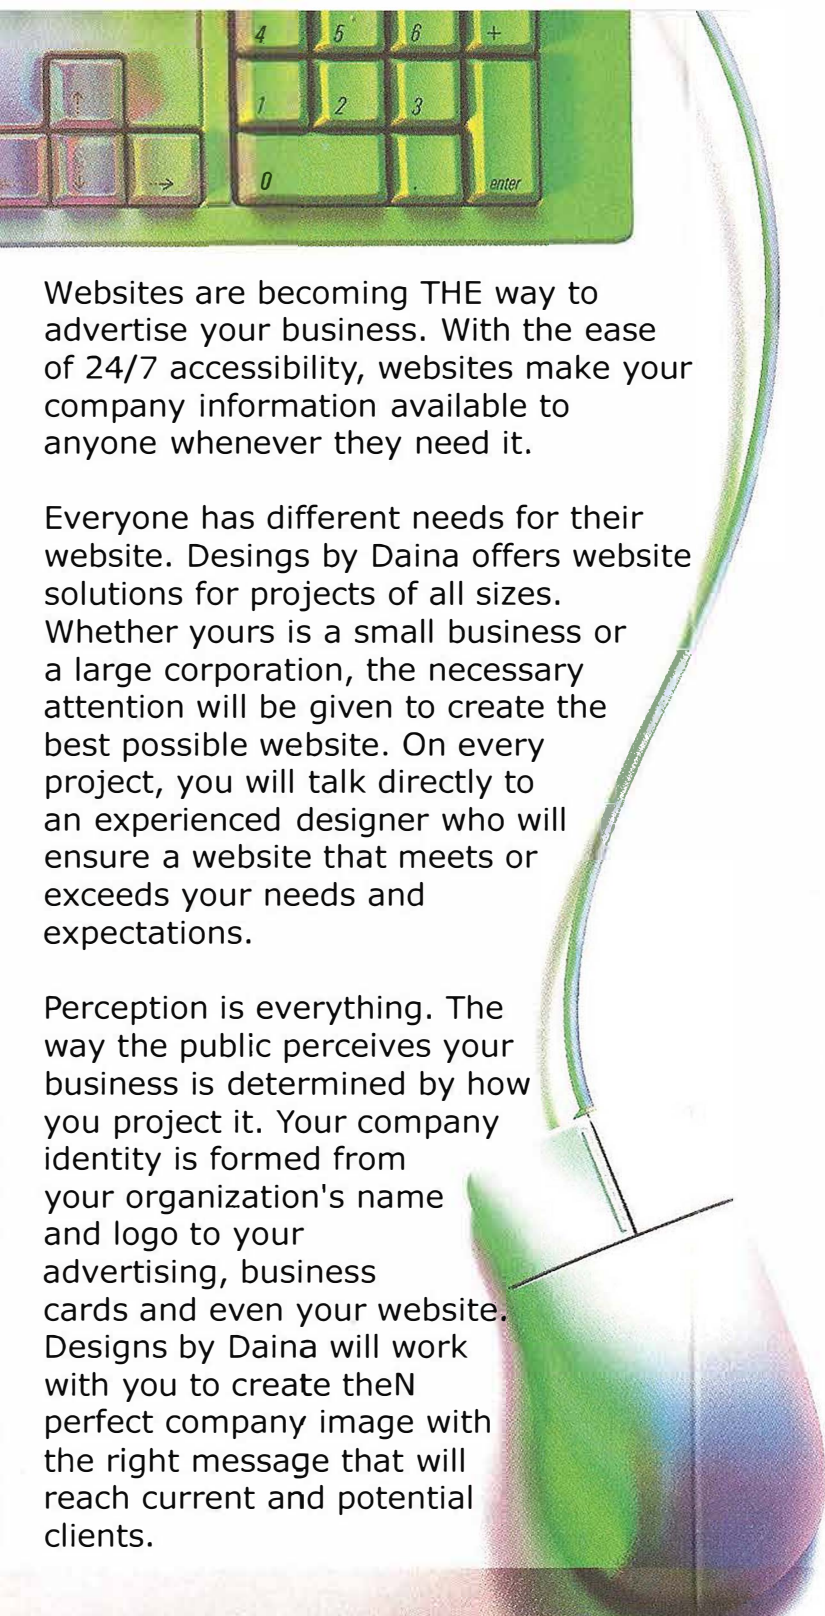 4 5 6 +
↑ 1 2 3
← ↓ → 0 . enter
Websites are becoming THE way to
advertise your business. With the ease
of 24/7 accessibility, websites make your
company information available to
anyone whenever they need it.
Everyone has different needs for their
website. Desings by Daina offers website
solutions for projects of all sizes.
Whether yours is a small business or
a large corporation, the necessary
attention will be given to create the
best possible website. On every
project, you will talk directly to
an experienced designer who will
ensure a website that meets or
exceeds your needs and
expectations.
Perception is everything. The
way the public perceives your
business is determined by how
you project it. Your company
identity is formed from
your organization's name
and logo to your
advertising, business
cards and even your website.
Designs by Daina will work
with you to create theN
perfect company image with
the right message that will
reach current and potential
clients.